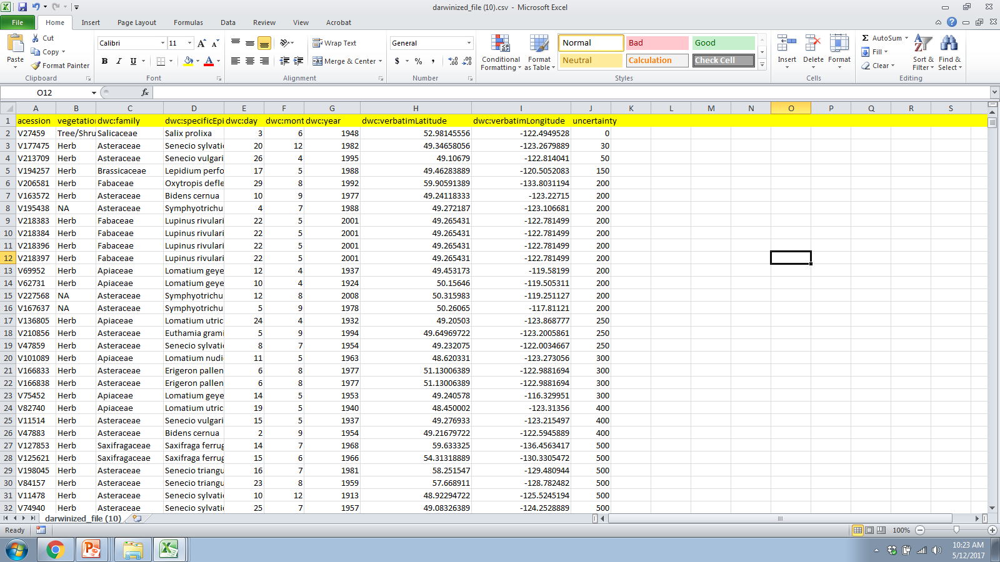 darwinized_file (10).csv - Microsoft Excel
File Home Insert Page Layout Formulas Data Review View Acrobat
Paste Cut Copy Format Painter Clipboard
Calibri 11 A A B I U A Font
Wrap Text Merge & Center Alignment
General $ % , Number
Conditional Formatting Format as Table Normal Bad Good Neutral Calculation Check Cell Styles
Insert Delete Format Cells
Σ AutoSum Fill Clear Sort & Filter Find & Select Editing
O12 fx
A B C D E F G H I J K L M N O P Q R S
1 acession vegetation dwc:family dwc:specificEpi dwc:day dwc:mont dwc:year dwc:verbatimLatitude dwc:verbatimLongitude uncertainty
2 V27459 Tree/Shru Salicaceae Salix prolixa 3 6 1948 52.98145556 -122.4949528 0
3 V177475 Herb Asteraceae Senecio sylvatic 20 12 1982 49.34658056 -123.2679889 30
4 V213709 Herb Asteraceae Senecio vulgari 26 4 1995 49.10679 -122.814041 50
5 V194257 Herb Brassicaceae Lepidium perfo 17 5 1988 49.46283889 -120.5052083 150
6 V206581 Herb Fabaceae Oxytropis defle 29 8 1992 59.90591389 -133.8031194 200
7 V163572 Herb Asteraceae Bidens cernua 10 9 1977 49.24118333 -123.22715 200
8 V195438 NA Asteraceae Symphyotrichu 4 7 1988 49.272187 -123.106681 200
9 V218383 Herb Fabaceae Lupinus rivulari 22 5 2001 49.265431 -122.781499 200
10 V218384 Herb Fabaceae Lupinus rivulari 22 5 2001 49.265431 -122.781499 200
11 V218396 Herb Fabaceae Lupinus rivulari 22 5 2001 49.265431 -122.781499 200
12 V218397 Herb Fabaceae Lupinus rivulari 22 5 2001 49.265431 -122.781499 200
13 V69952 Herb Apiaceae Lomatium geye 12 4 1937 49.453173 -119.58199 200
14 V62731 Herb Apiaceae Lomatium geye 10 4 1924 50.15646 -119.505311 200
15 V227568 NA Asteraceae Symphyotrichu 12 8 2008 50.315983 -119.251127 200
16 V167637 NA Asteraceae Symphyotrichu 5 9 1978 50.26065 -117.81121 200
17 V136805 Herb Apiaceae Lomatium utric 24 4 1932 49.20503 -123.868777 250
18 V210856 Herb Asteraceae Euthamia grami 5 9 1994 49.64969722 -123.2005861 250
19 V47859 Herb Asteraceae Senecio sylvatic 8 7 1954 49.232075 -122.0034667 250
20 V101089 Herb Apiaceae Lomatium nudi 11 5 1963 48.620331 -123.273056 300
21 V166833 Herb Asteraceae Erigeron pallen 6 8 1977 51.13006389 -122.9881694 300
22 V166838 Herb Asteraceae Erigeron pallen 6 8 1977 51.13006389 -122.9881694 300
23 V75452 Herb Apiaceae Lomatium geye 14 5 1953 49.240578 -116.329951 300
24 V82740 Herb Apiaceae Lomatium utric 19 5 1940 48.450002 -123.31356 400
25 V11514 Herb Asteraceae Senecio vulgari 15 5 1937 49.276933 -123.215497 400
26 V47883 Herb Asteraceae Bidens cernua 2 9 1954 49.21679722 -122.5945889 400
27 V127853 Herb Saxifragaceae Saxifraga ferrug 14 7 1968 59.633325 -136.4563417 500
28 V125621 Herb Saxifragaceae Saxifraga ferrug 15 6 1966 54.31318889 -130.3305472 500
29 V198045 Herb Asteraceae Senecio triangu 16 7 1981 58.251547 -129.480944 500
30 V84157 Herb Asteraceae Senecio triangu 23 8 1959 57.668911 -128.782482 500
31 V11478 Herb Asteraceae Senecio sylvatic 10 12 1913 48.92294722 -125.5245194 500
32 V74940 Herb Asteraceae Senecio sylvatic 25 7 1957 49.08326389 -124.2528889 500
darwinized_file (10)
Ready 100%
10:23 AM
5/12/2017